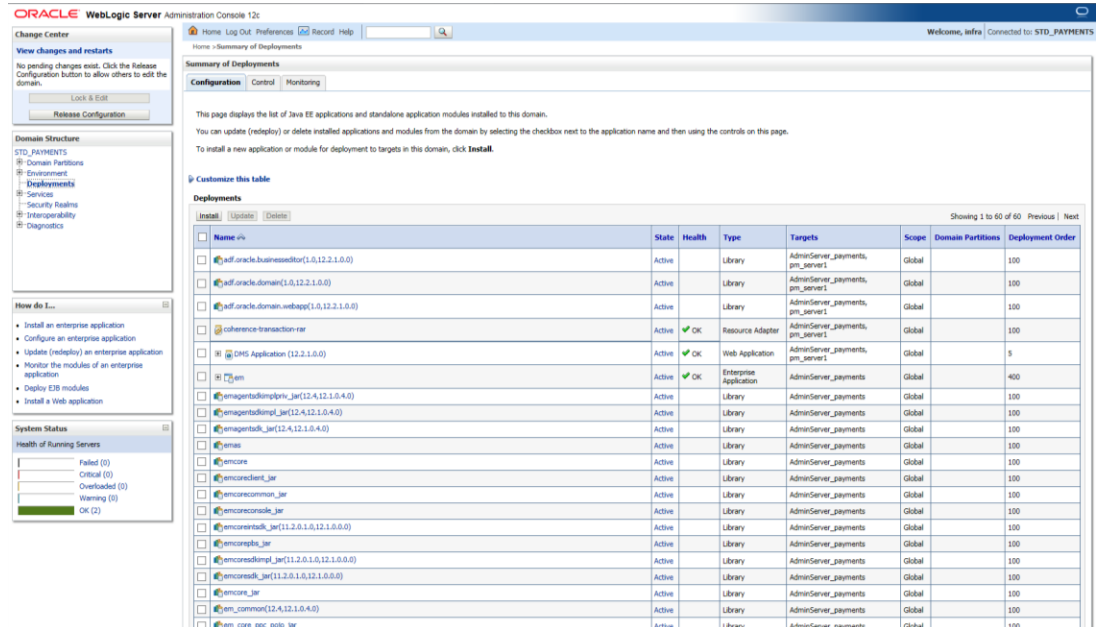 ORACLE WebLogic Server Administration Console 12c
Change Center
View changes and restarts
No pending changes exist. Click the Release
Configuration button to allow others to edit the
domain.
Lock & Edit
Release Configuration
Domain Structure
STD_PAYMENTS
Domain Partitions
Environment
Deployments
Services
Security Realms
Interoperability
Diagnostics
How do I...
Install an enterprise application
Configure an enterprise application
Update (redeploy) an enterprise application
Monitor the modules of an enterprise
application
Deploy EJB modules
Install a Web application
System Status
Health of Running Servers
Failed (0)
Critical (0)
Overloaded (0)
Warning (0)
OK (2)
Home Log Out Preferences Record Help
Welcome, infra Connected to: STD_PAYMENTS
Home >Summary of Deployments
Summary of Deployments
Configuration Control Monitoring
This page displays the list of Java EE applications and standalone application modules installed to this domain.
You can update (redeploy) or delete installed applications and modules from the domain by selecting the checkbox next to the application name and then using the controls on this page.
To install a new application or module for deployment to targets in this domain, click Install.
Customize this table
Deployments
Install Update Delete Showing 1 to 60 of 60 Previous | Next
Name State Health Type Targets Scope Domain Partitions Deployment Order
adf.oracle.businesseditor(1.0,12.2.1.0.0) Active Library AdminServer_payments, pm_server1 Global 100
adf.oracle.domain(1.0,12.2.1.0.0) Active Library AdminServer_payments, pm_server1 Global 100
adf.oracle.domain.webapp(1.0,12.2.1.0.0) Active Library AdminServer_payments, pm_server1 Global 100
coherence-transaction-rar Active OK Resource Adapter AdminServer_payments, pm_server1 Global 100
DMS Application (12.2.1.0.0) Active OK Web Application AdminServer_payments, pm_server1 Global 5
em Active OK Enterprise Application AdminServer_payments Global 400
emagentsdkimplpriv_jar(12.4,12.1.0.4.0) Active Library AdminServer_payments Global 100
emagentsdkimpl_jar(12.4,12.1.0.4.0) Active Library AdminServer_payments Global 100
emagentsdk_jar(12.4,12.1.0.4.0) Active Library AdminServer_payments Global 100
emas Active Library AdminServer_payments Global 100
emcore Active Library AdminServer_payments Global 100
emcoreclient_jar Active Library AdminServer_payments Global 100
emcorecommon_jar Active Library AdminServer_payments Global 100
emcoreconsole_jar Active Library AdminServer_payments Global 100
emcoreintsdk_jar(11.2.0.1.0,12.1.0.0.0) Active Library AdminServer_payments Global 100
emcorepbs_jar Active Library AdminServer_payments Global 100
emcoresdkimpl_jar(11.2.0.1.0,12.1.0.0.0) Active Library AdminServer_payments Global 100
emcoresdk_jar(11.2.0.1.0,12.1.0.0.0) Active Library AdminServer_payments Global 100
emcore_jar Active Library AdminServer_payments Global 100
em_common(12.4,12.1.0.4.0) Active Library AdminServer_payments Global 100
em_core_ppc_pojo_jar Active Library AdminServer_payments Global 100